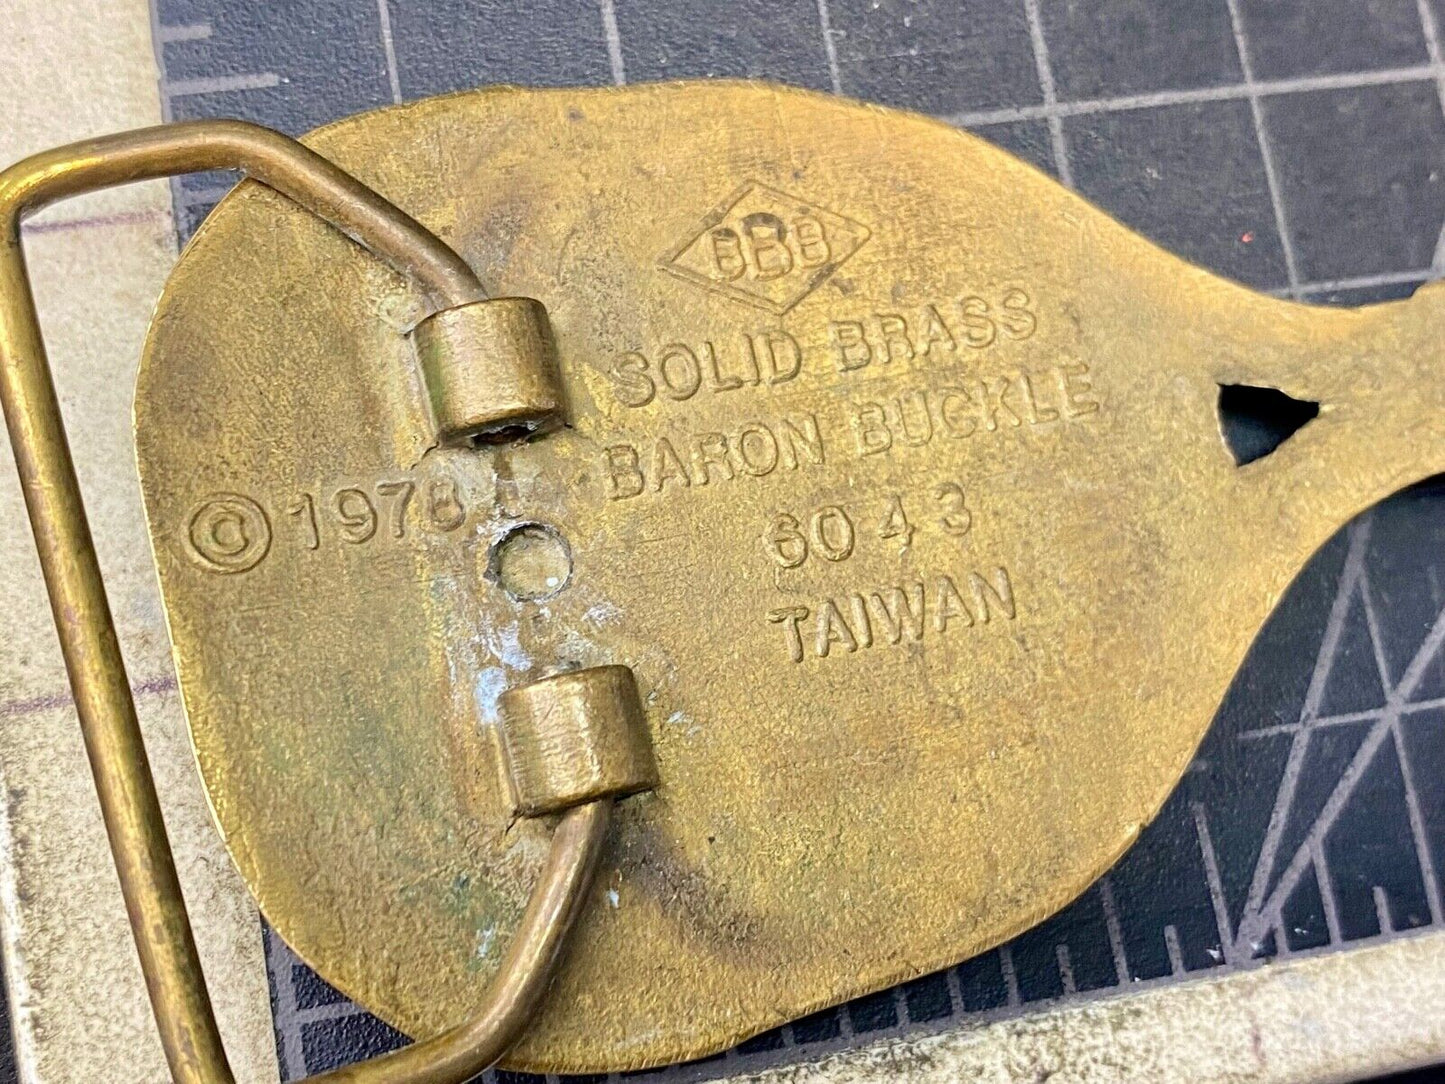 BBB
SOLID BRASS
BARON BUCKLE
© 1978
6043
TAIWAN